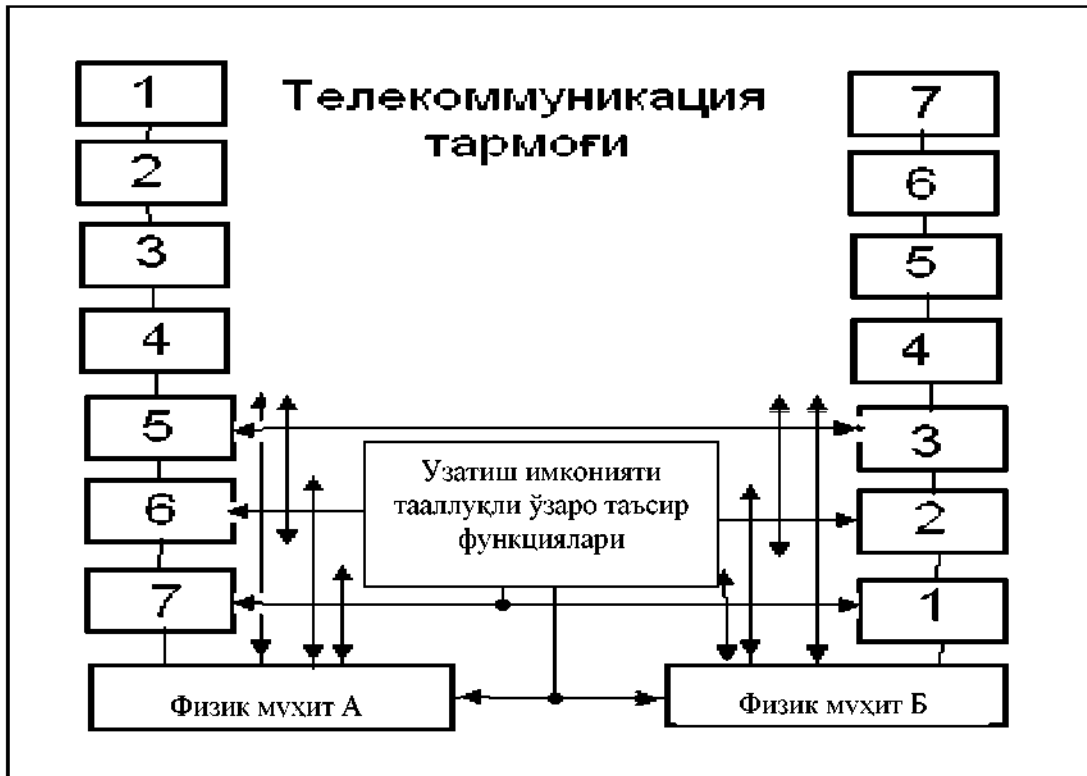 Телекоммуникация
тармоғи
1
2
3
4
5
6
7
7
6
5
4
3
2
1
Узатиш имконияти
тааллуқли ўзаро таъсир
функциялари
Физик муҳит А
Физик муҳит Б